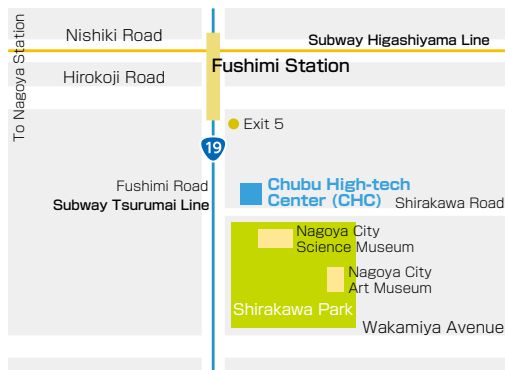 To Nagoya Station
Nishiki Road
Subway Higashiyama Line
Fushimi Station
Hirokoji Road
Exit 5
19
Fushimi Road
Subway Tsurumai Line
Chubu High-tech
Center (CHC)
Shirakawa Road
Nagoya City
Science Museum
Nagoya City
Art Museum
Shirakawa Park
Wakamiya Avenue